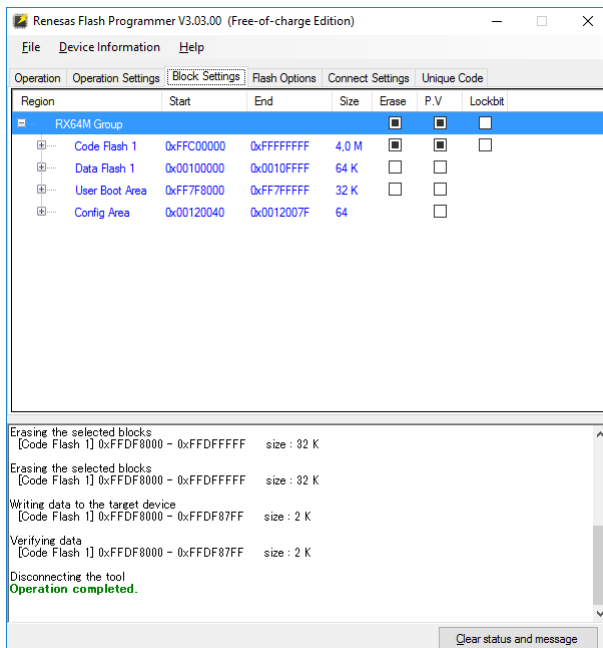 Renesas Flash Programmer V3.03.00 (Free-of-charge Edition)
File Device Information Help
Operation Operation Settings Block Settings Flash Options Connect Settings Unique Code
Region Start End Size Erase P.V Lockbit
RX64M Group
Code Flash 1 0xFFC00000 0xFFFFFFFF 4,0 M
Data Flash 1 0x00100000 0x0010FFFF 64 K
User Boot Area 0xFF7F8000 0xFF7FFFFF 32 K
Config Area 0x00120040 0x0012007F 64
Erasing the selected blocks
[Code Flash 1] 0xFFDF8000 - 0xFFDFFFFF size : 32 K
Erasing the selected blocks
[Code Flash 1] 0xFFDF8000 - 0xFFDFFFFF size : 32 K
Writing data to the target device
[Code Flash 1] 0xFFDF8000 - 0xFFDF87FF size : 2 K
Verifying data
[Code Flash 1] 0xFFDF8000 - 0xFFDF87FF size : 2 K
Disconnecting the tool
Operation completed.
Clear status and message